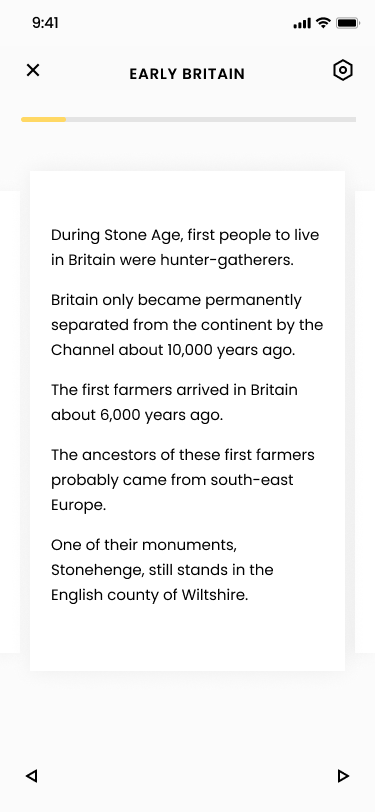 9:41
EARLY BRITAIN
During Stone Age, first people to live
in Britain were hunter-gatherers.
Britain only became permanently
separated from the continent by the
Channel about 10,000 years ago.
The first farmers arrived in Britain
about 6,000 years ago.
The ancestors of these first farmers
probably came from south-east
Europe.
One of their monuments,
Stonehenge, still stands in the
English county of Wiltshire.